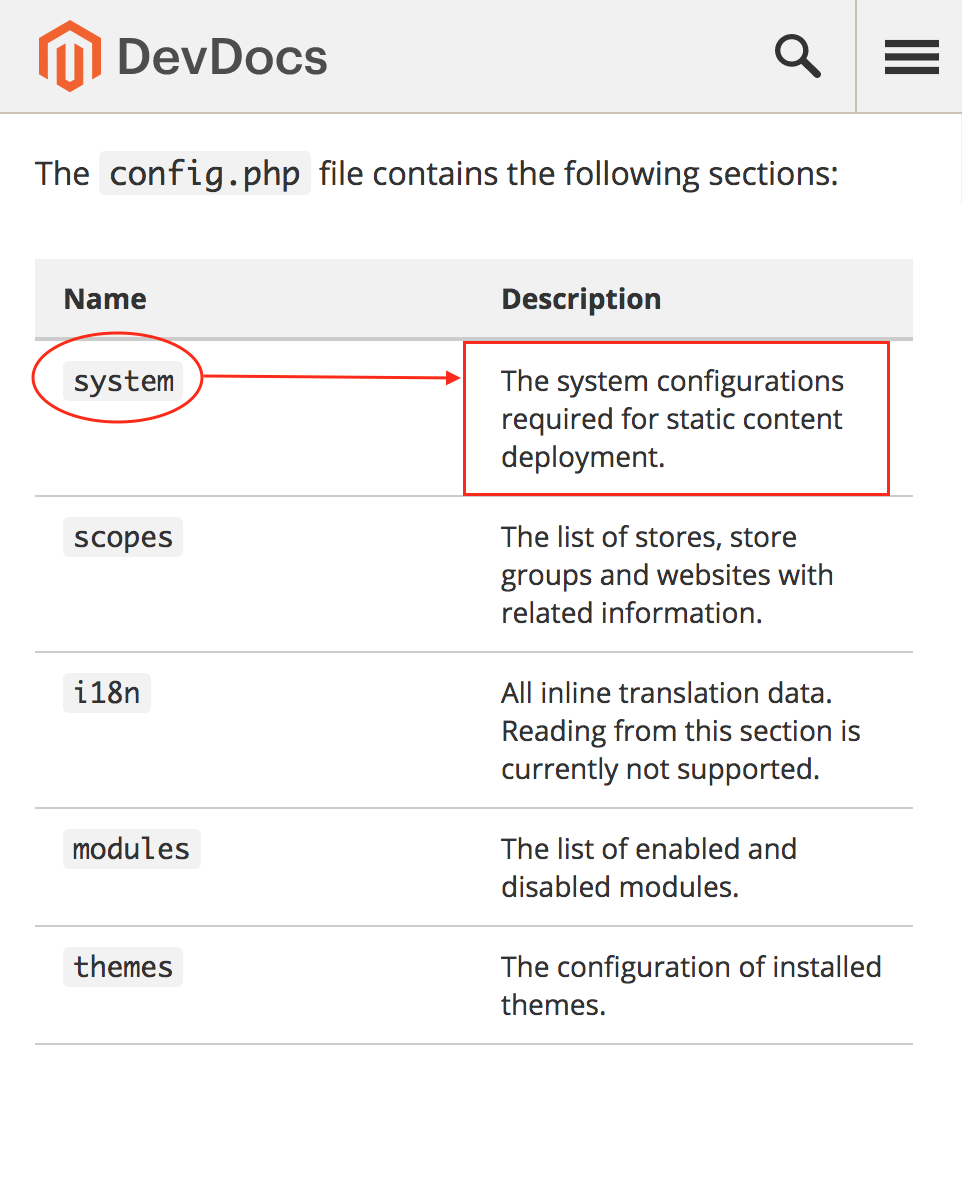 DevDocs
The config.php file contains the following sections:
Name Description
system The system configurations
required for static content
deployment.
scopes The list of stores, store
groups and websites with
related information.
i18n All inline translation data.
Reading from this section is
currently not supported.
modules The list of enabled and
disabled modules.
themes The configuration of installed
themes.